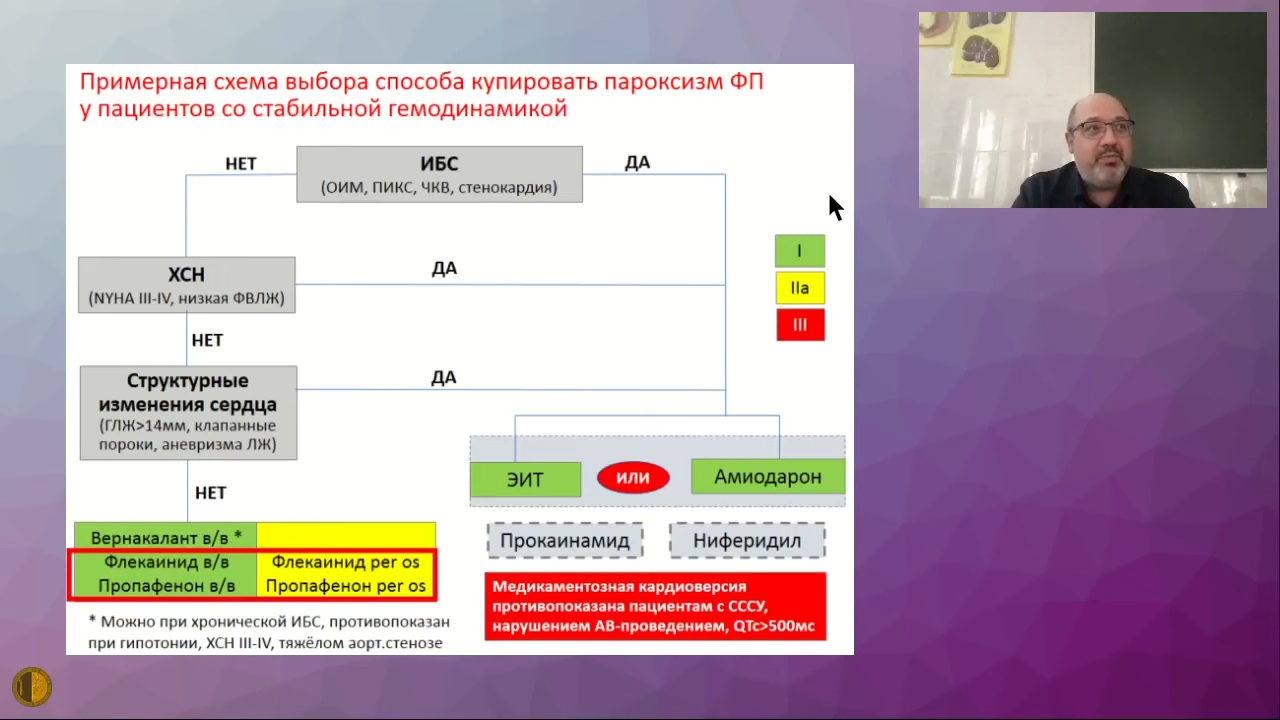 Примерная схема выбора способа купировать пароксизм ФП
у пациентов со стабильной гемодинамикой
НЕТ
ИБС
(ОИМ, ПИКС, ЧКВ, стенокардия)
ДА
I
IIa
III
ХСН
(NYHA III-IV, низкая ФВЛЖ)
ДА
НЕТ
Структурные
изменения сердца
(ГЛЖ>14мм, клапанные
пороки, аневризма ЛЖ)
ДА
НЕТ
ЭИТ
ИЛИ
Амиодарон
Прокаинамид
Ниферидил
Вернакалант в/в *
Флекаинид в/в
Флекаинид per os
Пропафенон в/в
Пропафенон per os
Медикаментозная кардиоверсия
противопоказана пациентам с СССУ,
нарушением АВ-проведением, QTc>500мс
* Можно при хронической ИБС, противопоказан
при гипотонии, ХСН III-IV, тяжёлом аорт.стенозе